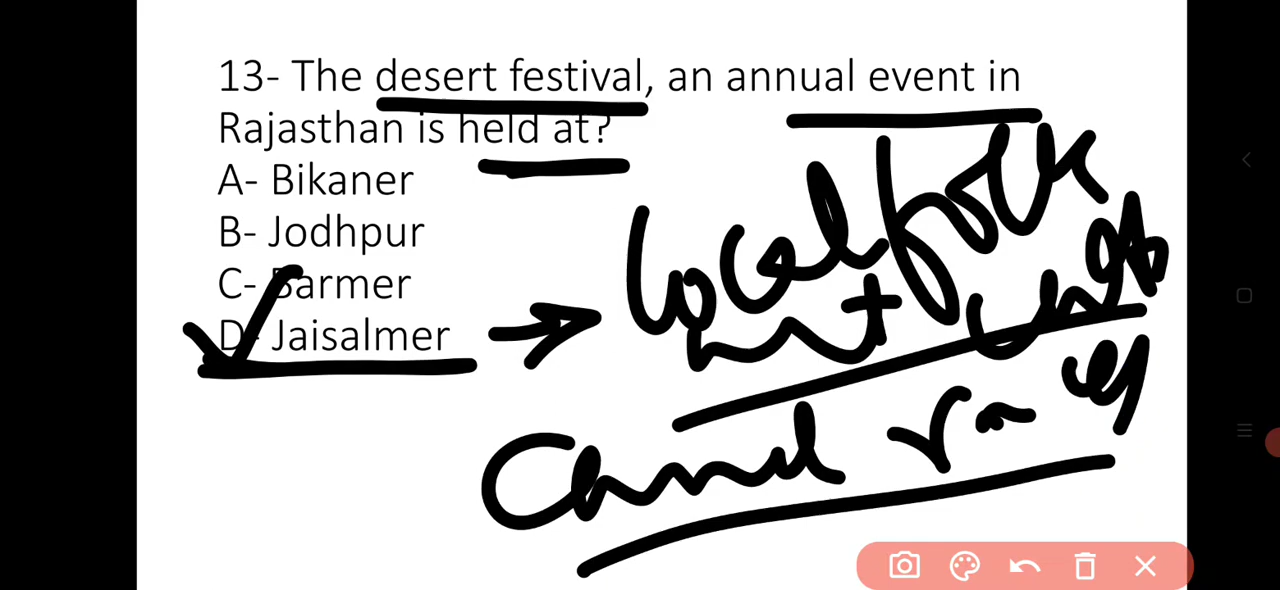 13- The desert festival, an annual event in
Rajasthan is held at?
A- Bikaner
B- Jodhpur
C- Barmer
D- Jaisalmer
local folk
camel races